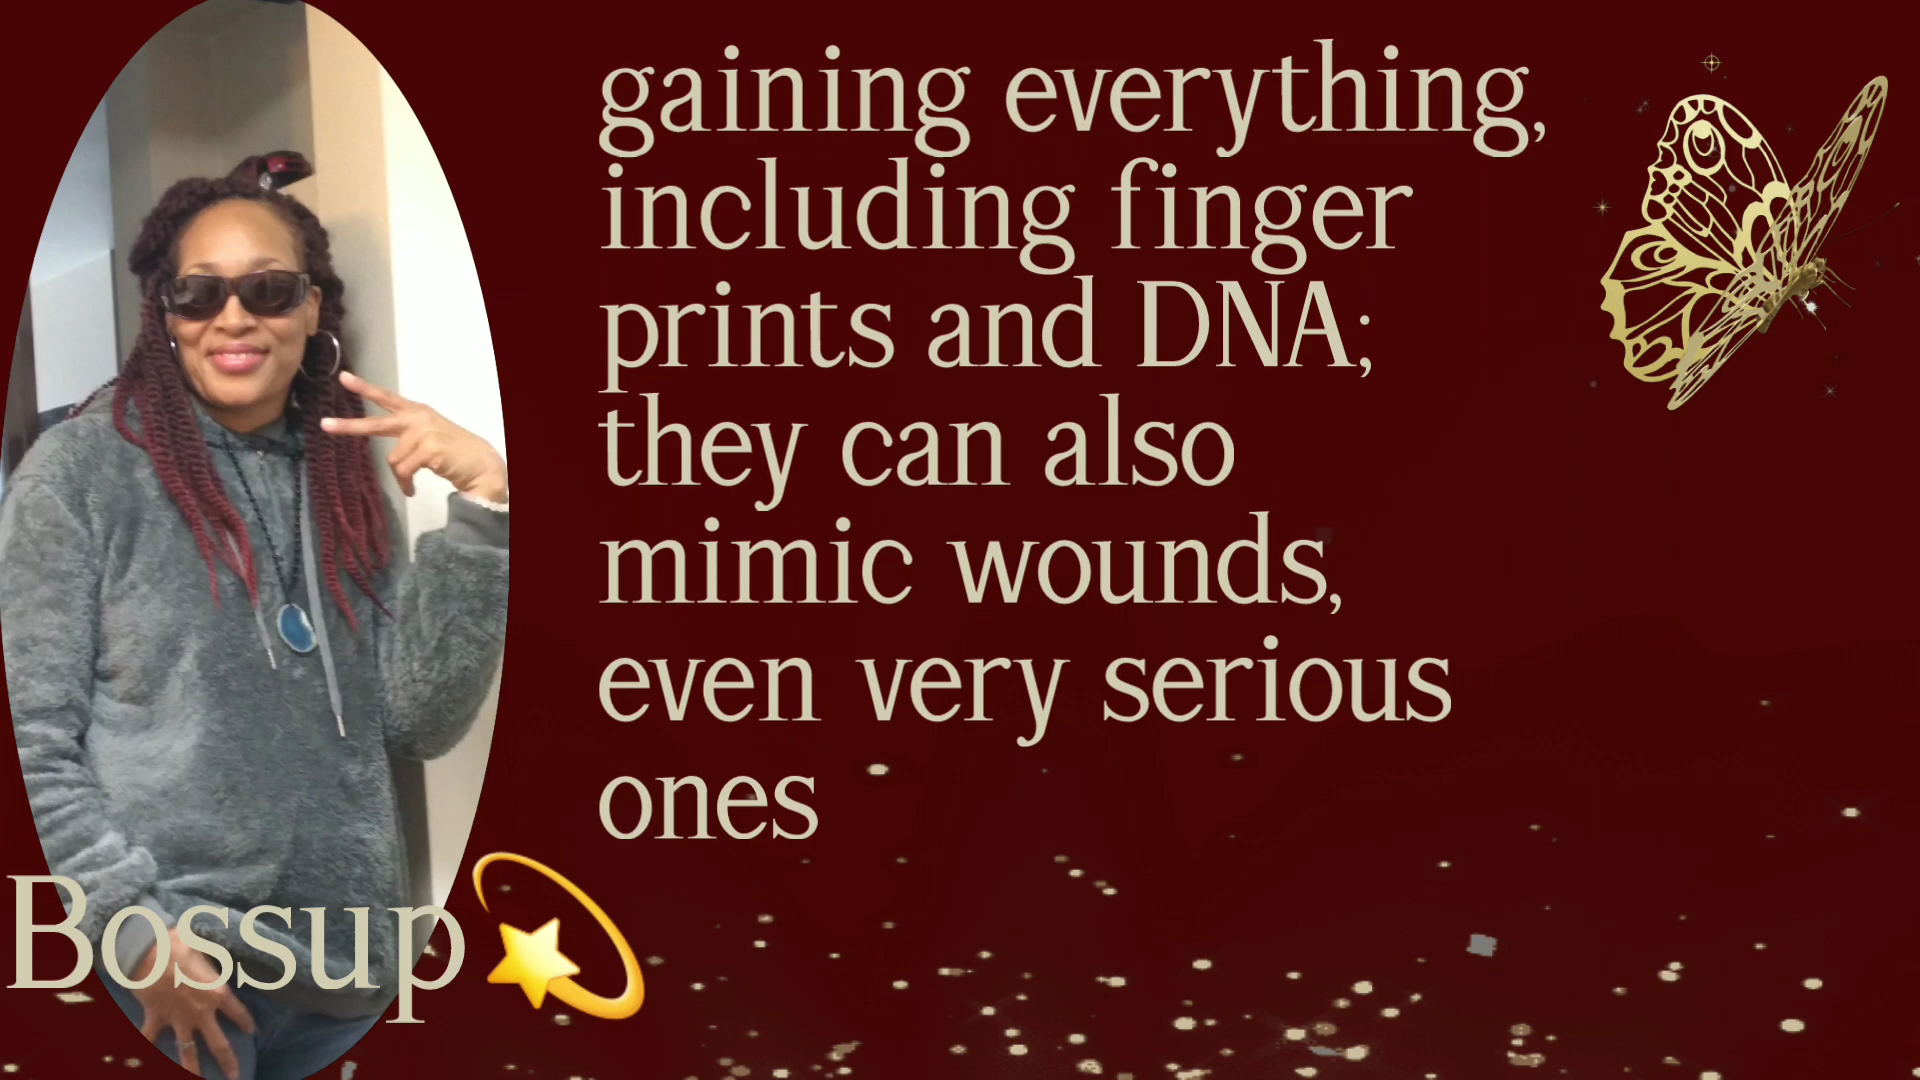 gaining everything,
including finger
prints and DNA;
they can also
mimic wounds,
even very serious
ones
Bossup